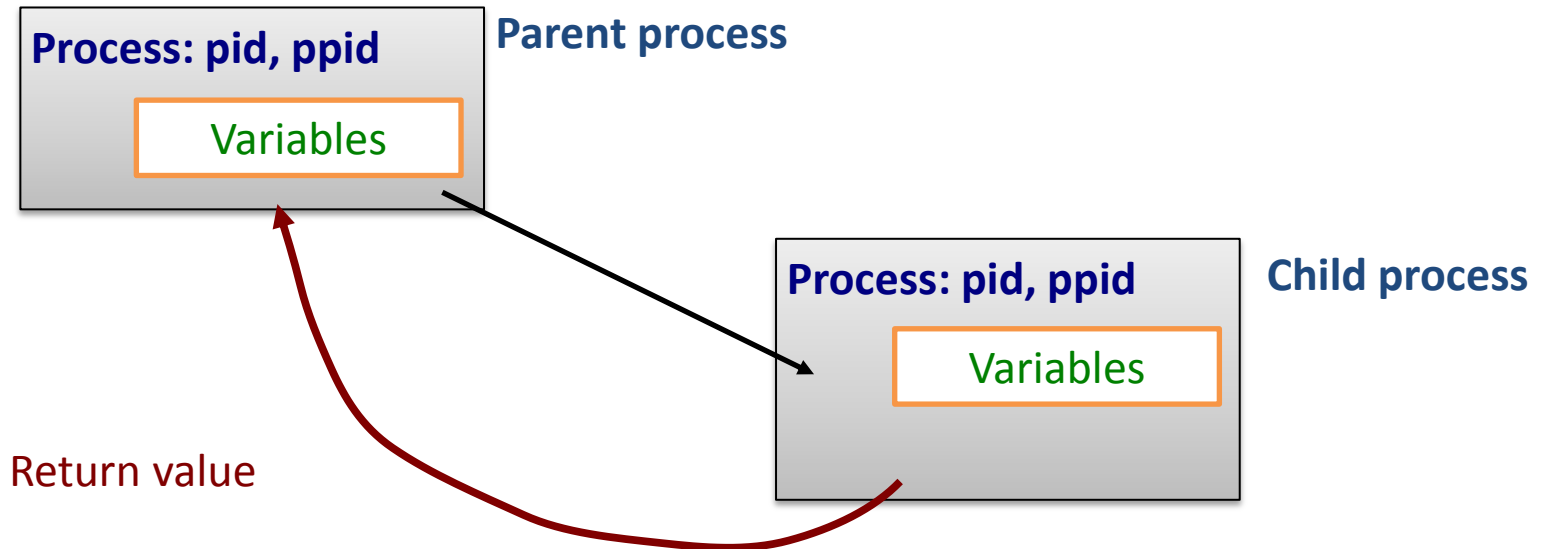 Process: pid, ppid
Parent process
Variables
Process: pid, ppid
Child process
Variables
Return value